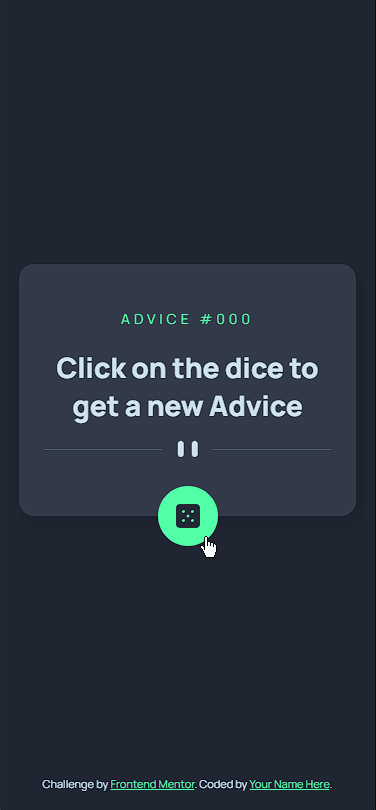 ADVICE #000
Click on the dice to
get a new Advice
Challenge by Frontend Mentor. Coded by Your Name Here.